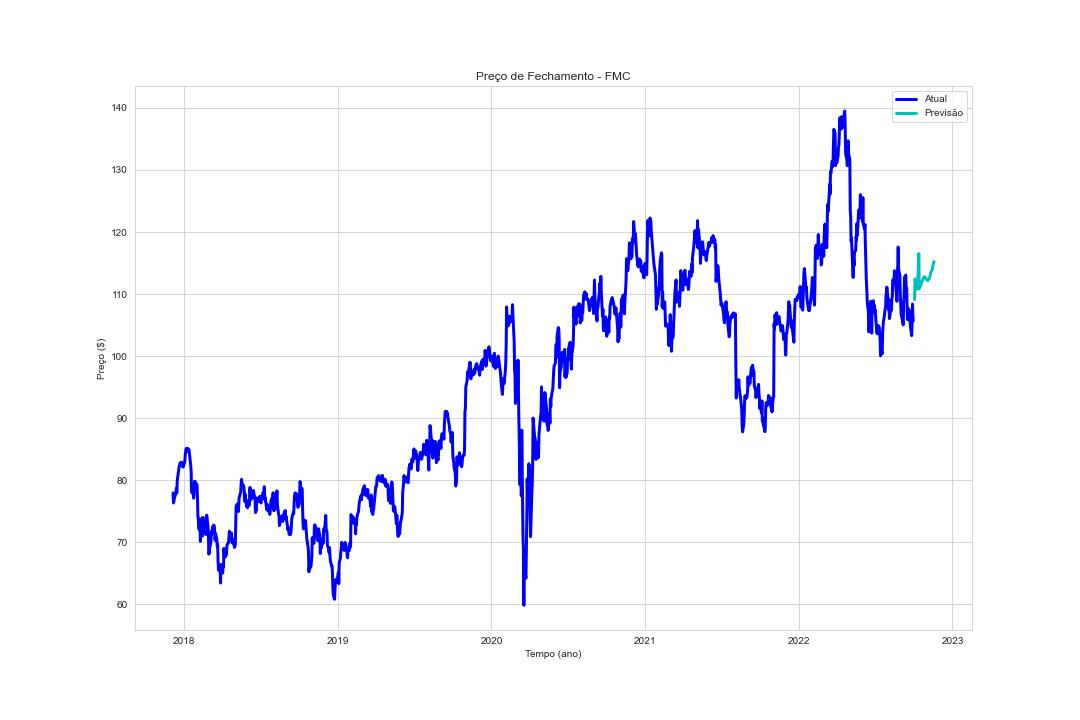 Preço de Fechamento - FMC
Atual
Previsão
140
130
120
110
100
90
80
70
60
Preço ($)
2018 2019 2020 2021 2022 2023
Tempo (ano)